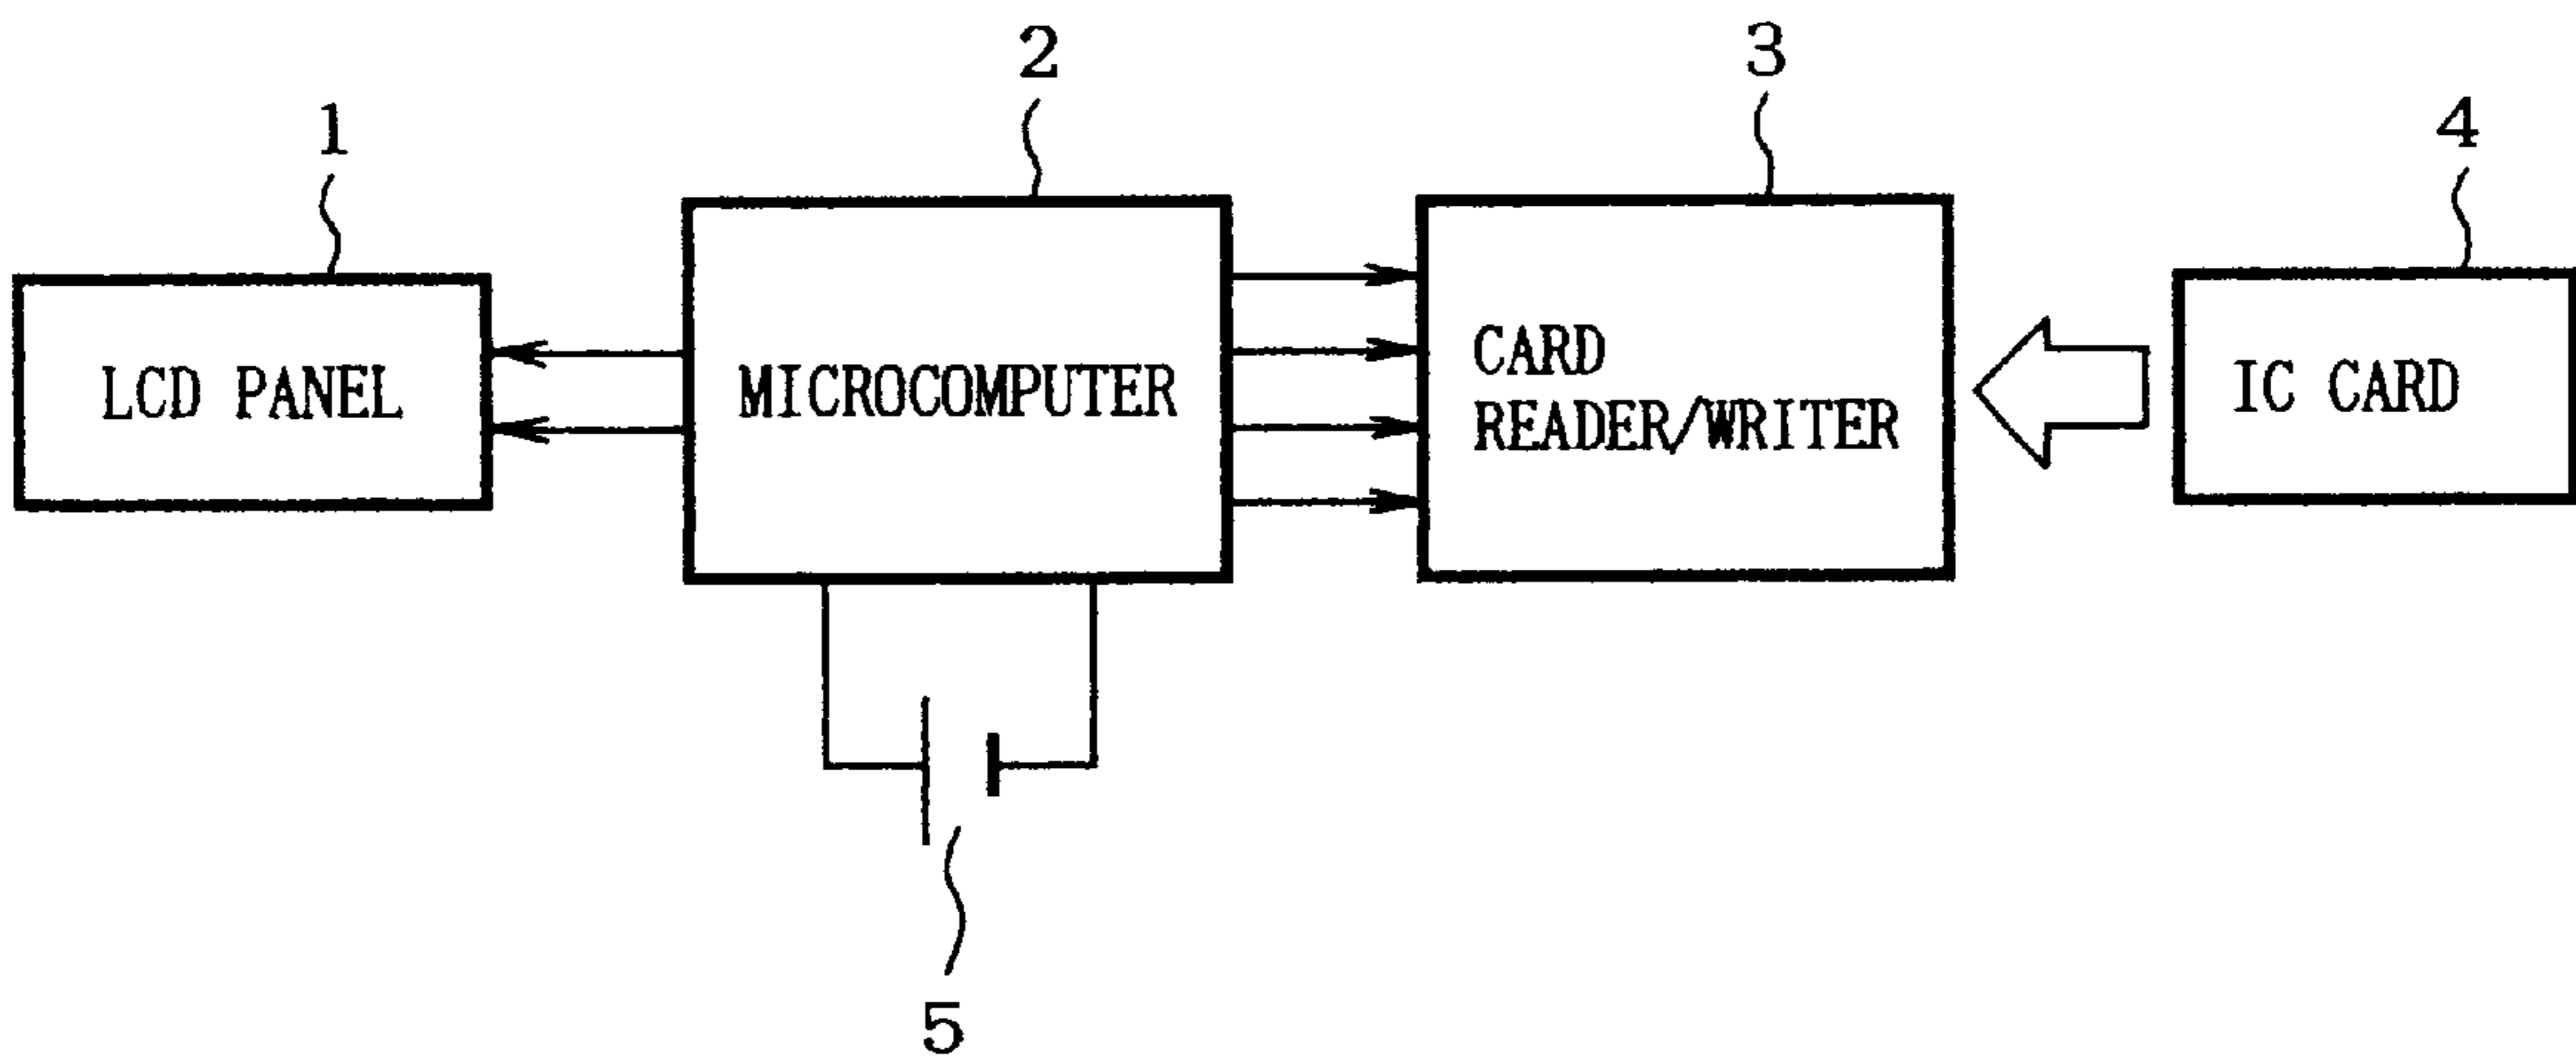 1
2
3
4
LCD PANEL
MICROCOMPUTER
CARD
READER/WRITER
IC CARD
5